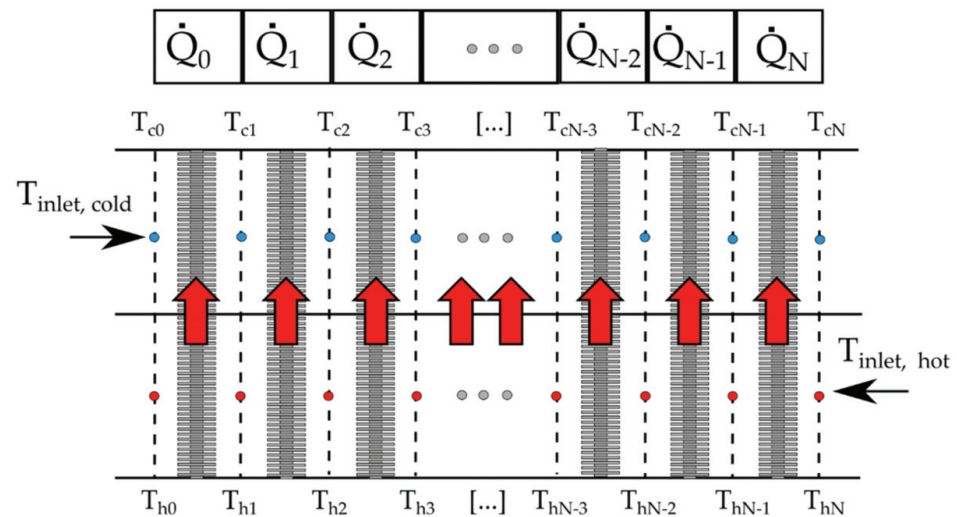 Q̇0 Q̇1 Q̇2 Q̇N-2 Q̇N-1 Q̇N
Tc0 Tc1 Tc2 Tc3 [...] TcN-3 TcN-2 TcN-1 TcN
Tinlet, cold
Tinlet, hot
Th0 Th1 Th2 Th3 [...] ThN-3 ThN-2 ThN-1 ThN